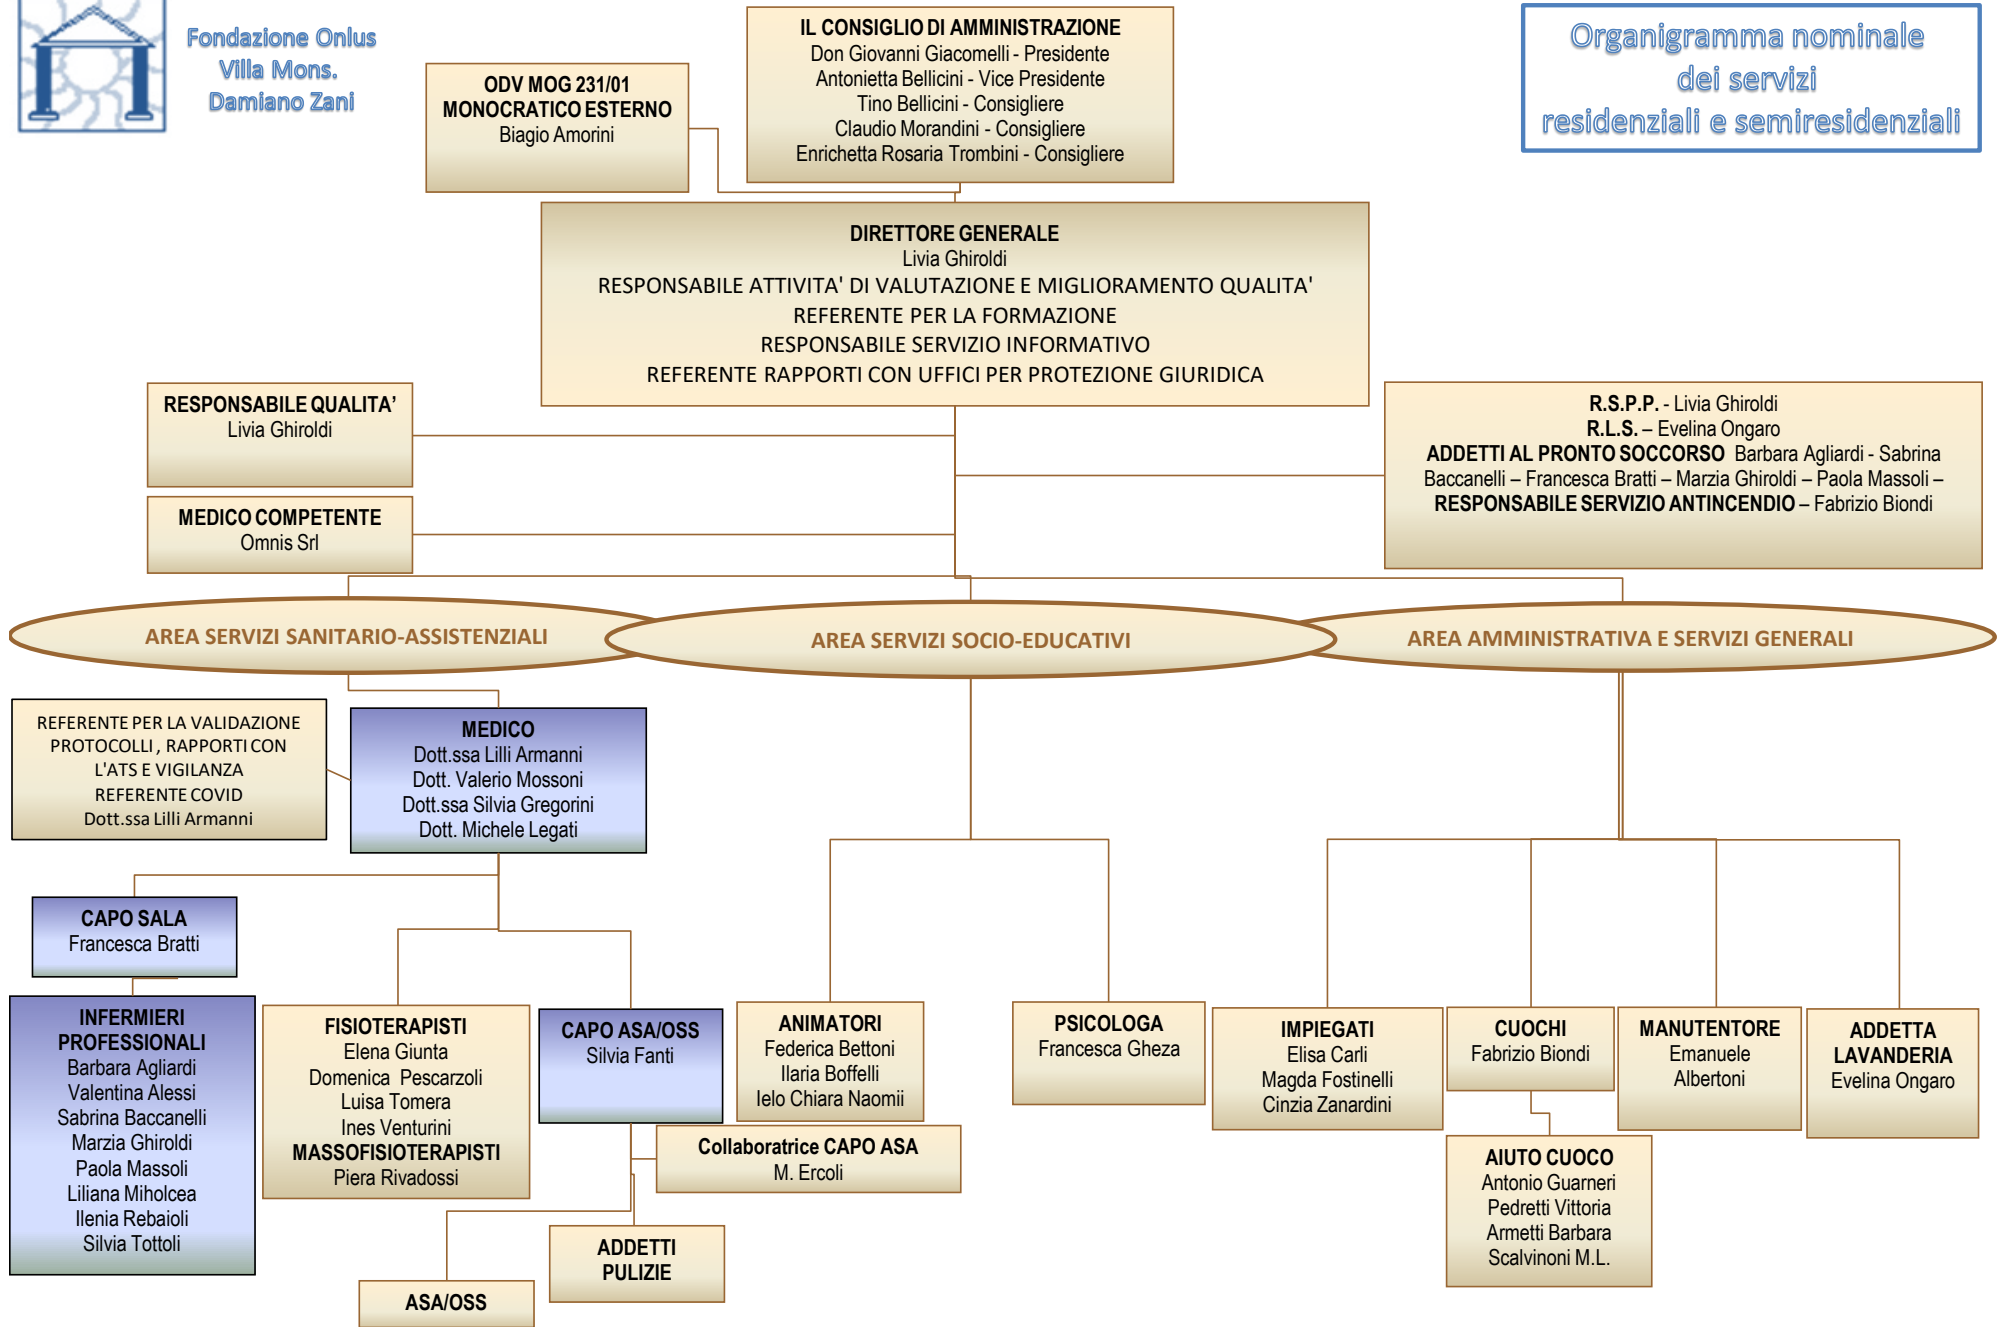 Fondazione Onlus
Villa Mons.
Damiano Zani
ODV MOG 231/01
MONOCRATICO ESTERNO
Biagio Amorini
IL CONSIGLIO DI AMMINISTRAZIONE
Don Giovanni Giacomelli - Presidente
Antonietta Bellicini - Vice Presidente
Tino Bellicini - Consigliere
Claudio Morandini - Consigliere
Enrichetta Rosaria Trombini - Consigliere
Organigramma nominale
dei servizi
residenziali e semiresidenziali
DIRETTORE GENERALE
Livia Ghiroldi
RESPONSABILE ATTIVITA' DI VALUTAZIONE E MIGLIORAMENTO QUALITA'
REFERENTE PER LA FORMAZIONE
RESPONSABILE SERVIZIO INFORMATIVO
REFERENTE RAPPORTI CON UFFICI PER PROTEZIONE GIURIDICA
RESPONSABILE QUALITA’
Livia Ghiroldi
MEDICO COMPETENTE
Omnis Srl
R.S.P.P. - Livia Ghiroldi
R.L.S. – Evelina Ongaro
ADDETTI AL PRONTO SOCCORSO Barbara Agliardi - Sabrina
Baccanelli – Francesca Bratti – Marzia Ghiroldi – Paola Massoli –
RESPONSABILE SERVIZIO ANTINCENDIO – Fabrizio Biondi
AREA SERVIZI SANITARIO-ASSISTENZIALI
AREA SERVIZI SOCIO-EDUCATIVI
AREA AMMINISTRATIVA E SERVIZI GENERALI
REFERENTE PER LA VALIDAZIONE
PROTOCOLLI , RAPPORTI CON
L'ATS E VIGILANZA
REFERENTE COVID
Dott.ssa Lilli Armanni
MEDICO
Dott.ssa Lilli Armanni
Dott. Valerio Mossoni
Dott.ssa Silvia Gregorini
Dott. Michele Legati
CAPO SALA
Francesca Bratti
INFERMIERI
PROFESSIONALI
Barbara Agliardi
Valentina Alessi
Sabrina Baccanelli
Marzia Ghiroldi
Paola Massoli
Liliana Miholcea
Ilenia Rebaioli
Silvia Tottoli
FISIOTERAPISTI
Elena Giunta
Domenica Pescarzoli
Luisa Tomera
Ines Venturini
MASSOFISIOTERAPISTI
Piera Rivadossi
CAPO ASA/OSS
Silvia Fanti
Collaboratrice CAPO ASA
M. Ercoli
ADDETTI
PULIZIE
ASA/OSS
ANIMATORI
Federica Bettoni
Ilaria Boffelli
Ielo Chiara Naomii
PSICOLOGA
Francesca Gheza
IMPIEGATI
Elisa Carli
Magda Fostinelli
Cinzia Zanardini
CUOCHI
Fabrizio Biondi
AIUTO CUOCO
Antonio Guarneri
Pedretti Vittoria
Armetti Barbara
Scalvinoni M.L.
MANUTENTORE
Emanuele
Albertoni
ADDETTA
LAVANDERIA
Evelina Ongaro